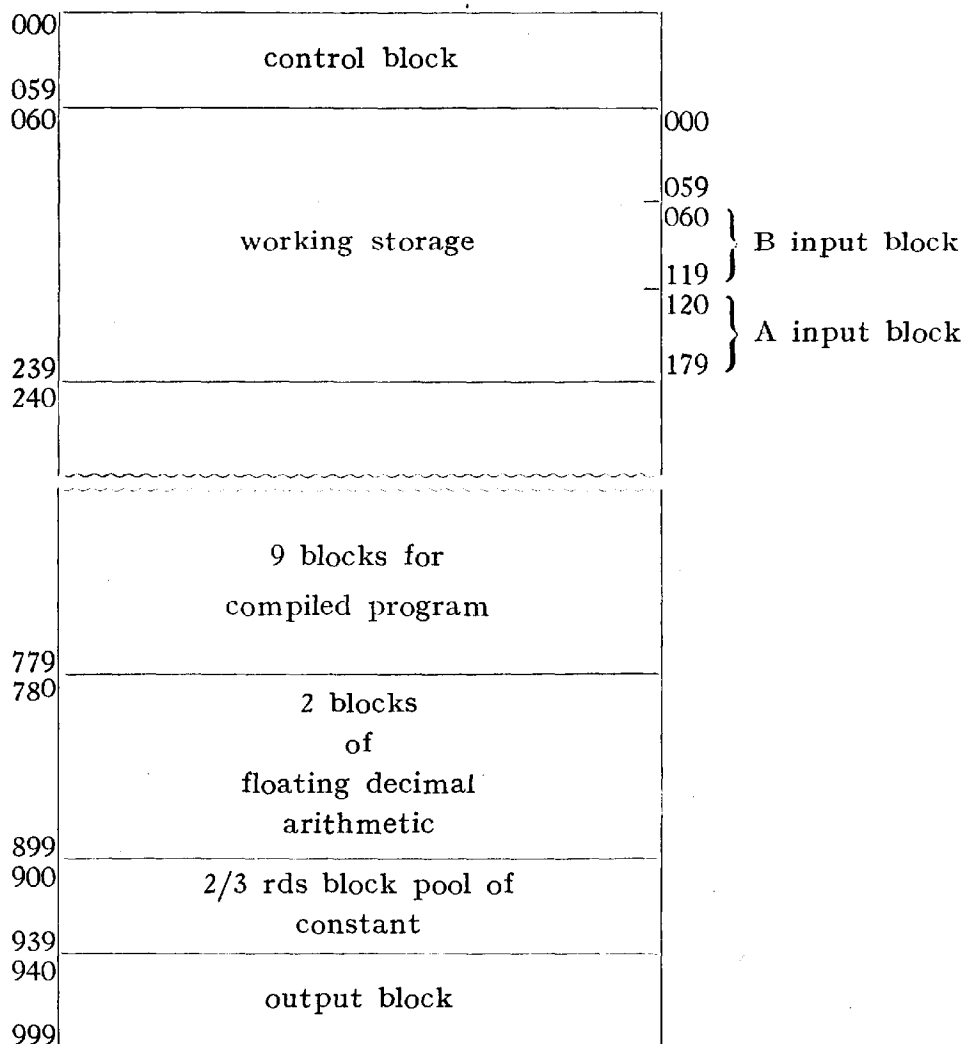 000
control block
059
060
000
059
060
B input block
working storage
119
120
A input block
179
239
240
9 blocks for
compiled program
779
780
2 blocks
of
floating decimal
arithmetic
899
900
2/3 rds block pool of
constant
939
940
output block
999